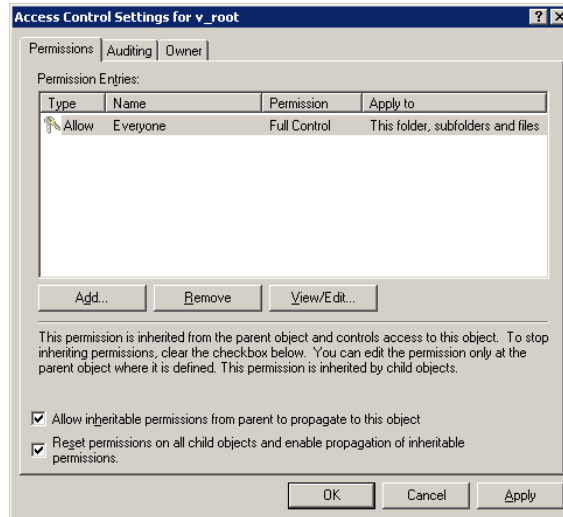 Access Control Settings for v_root
Permissions Auditing Owner
Permission Entries:
Type Name Permission Apply to
Allow Everyone Full Control This folder, subfolders and files
Add... Remove View/Edit...
This permission is inherited from the parent object and controls access to this object. To stop
inheriting permissions, clear the checkbox below. You can edit the permission only at the
parent object where it is defined. This permission is inherited by child objects.
Allow inheritable permissions from parent to propagate to this object
Reset permissions on all child objects and enable propagation of inheritable
permissions.
OK Cancel Apply